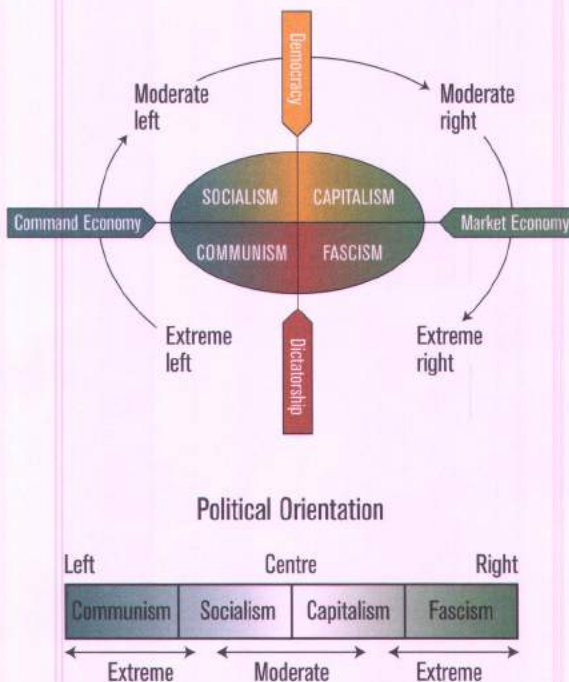 Democracy
Moderate
left
Moderate
right
SOCIALISM
CAPITALISM
Command Economy
Market Economy
COMMUNISM
FASCISM
Extreme
left
Extreme
right
Dictatorship
Political Orientation
Left Centre Right
Communism Socialism Capitalism Fascism
Extreme Moderate Extreme